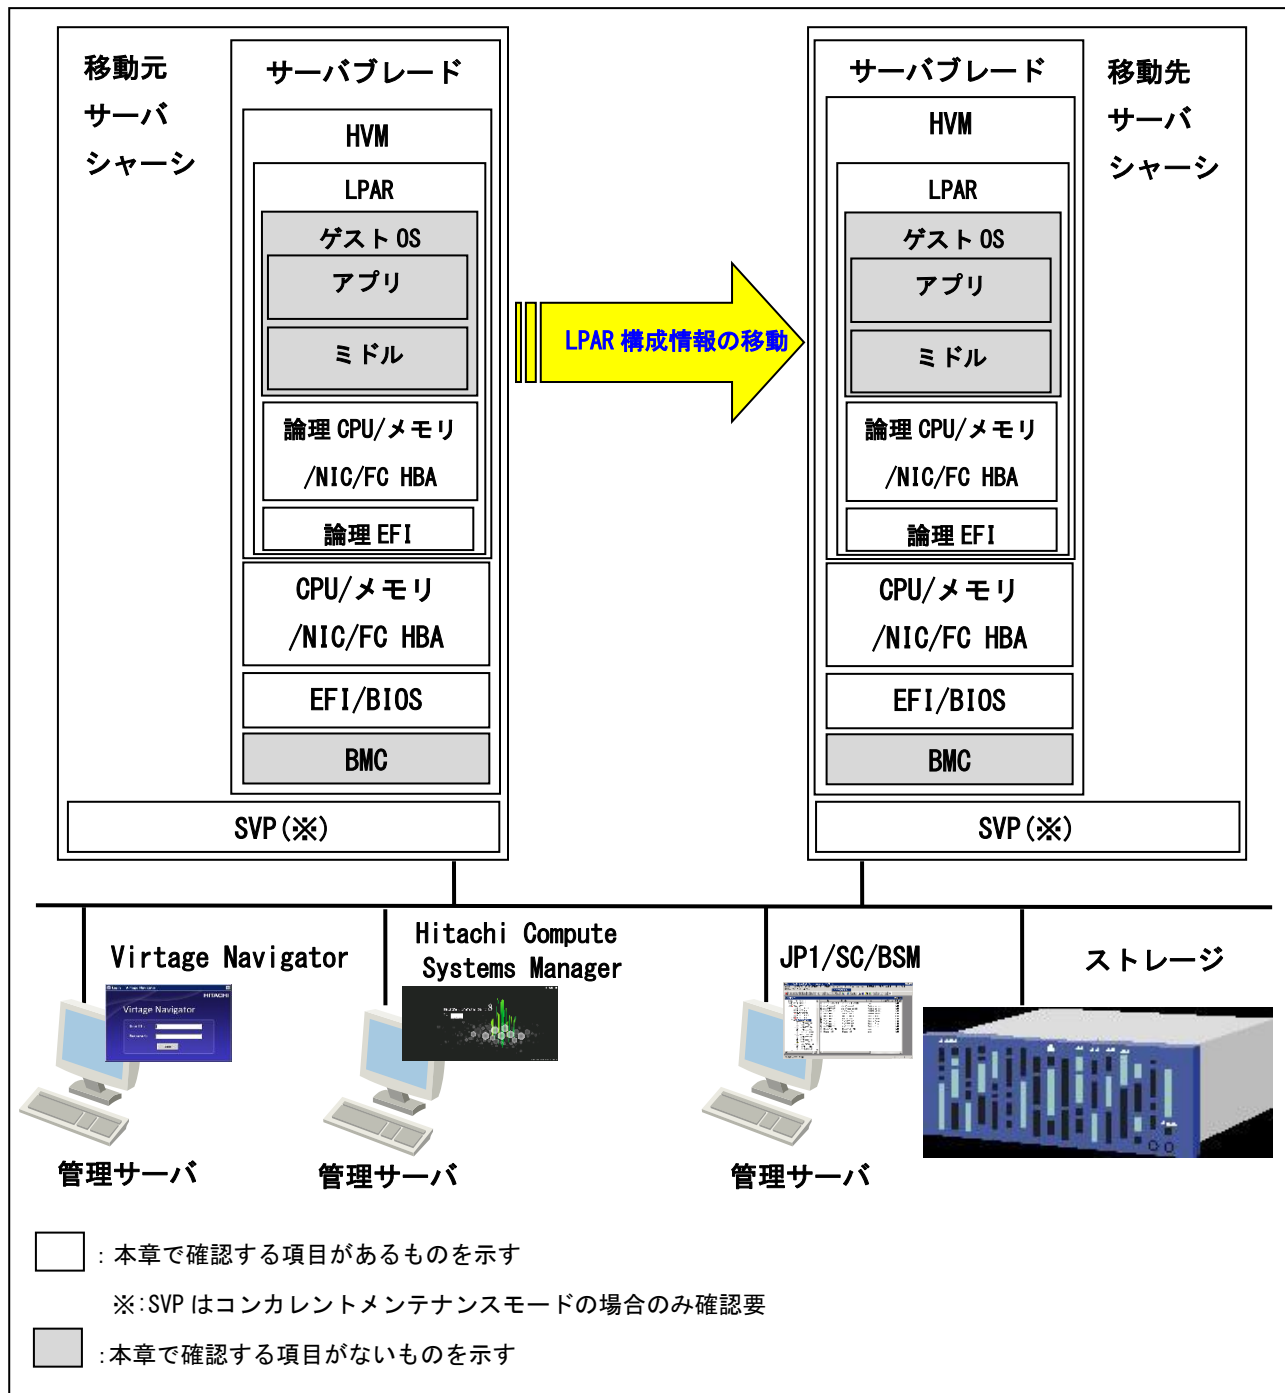 移動元
サーバ
シャーシ
サーバブレード
HVM
LPAR
ゲスト OS
アプリ
ミドル
論理 CPU/メモリ
/NIC/FC HBA
論理 EFI
CPU/メモリ
/NIC/FC HBA
EFI/BIOS
BMC
SVP(※)
LPAR 構成情報の移動
サーバブレード
移動先
サーバ
シャーシ
HVM
LPAR
ゲスト OS
アプリ
ミドル
論理 CPU/メモリ
/NIC/FC HBA
論理 EFI
CPU/メモリ
/NIC/FC HBA
EFI/BIOS
BMC
SVP(※)
Virtage Navigator
HITACHI
Virtage Navigator
管理サーバ
Hitachi Compute
Systems Manager
管理サーバ
JP1/SC/BSM
管理サーバ
ストレージ
：本章で確認する項目があるものを示す
※：SVP はコンカレントメンテナンスモードの場合のみ確認要
：本章で確認する項目がないものを示す